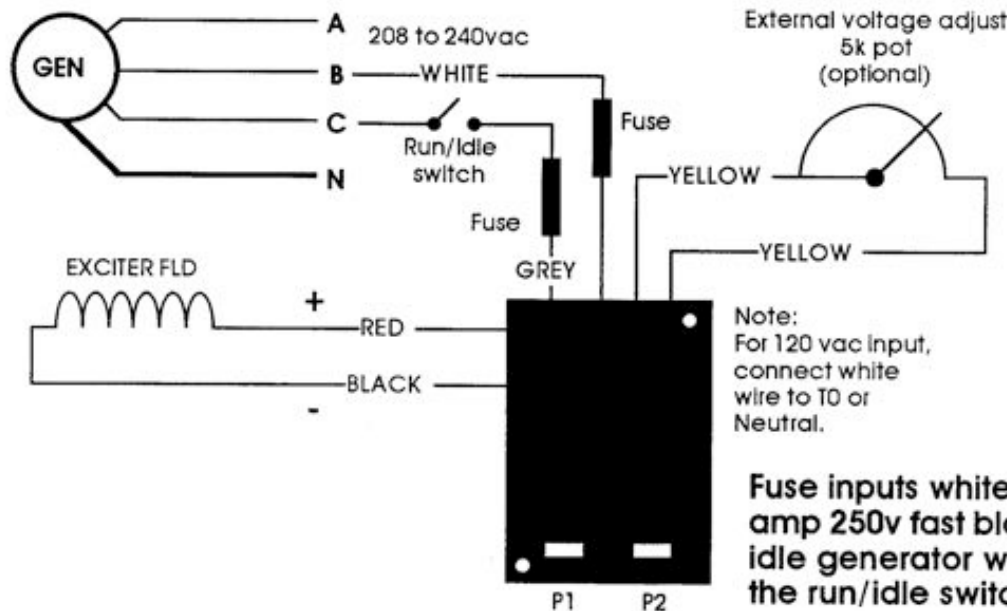 GEN
A
208 to 240vac
B
WHITE
C
Run/Idle
switch
N
Fuse
Fuse
GREY
External voltage adjust
5k pot
(optional)
YELLOW
YELLOW
EXCITER FLD
+
RED
BLACK
-
Note:
For 120 vac input,
connect white
wire to T0 or
Neutral.
Fuse inputs white
amp 250v fast
idle generator
the run/idle
P1
P2